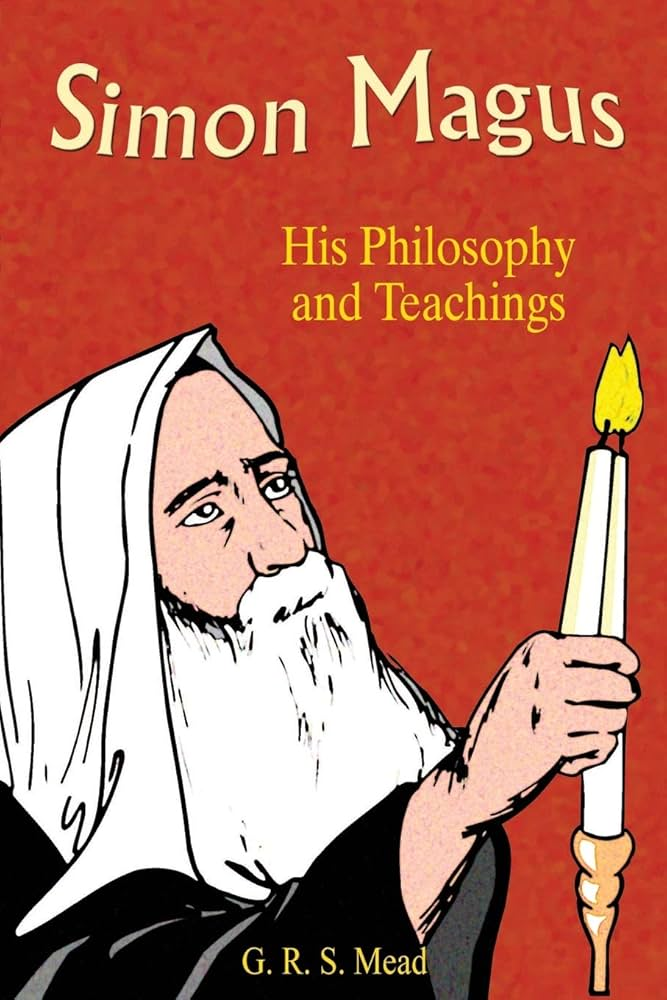 Simon Magus
His Philosophy
and Teachings
G. R. S. Mead